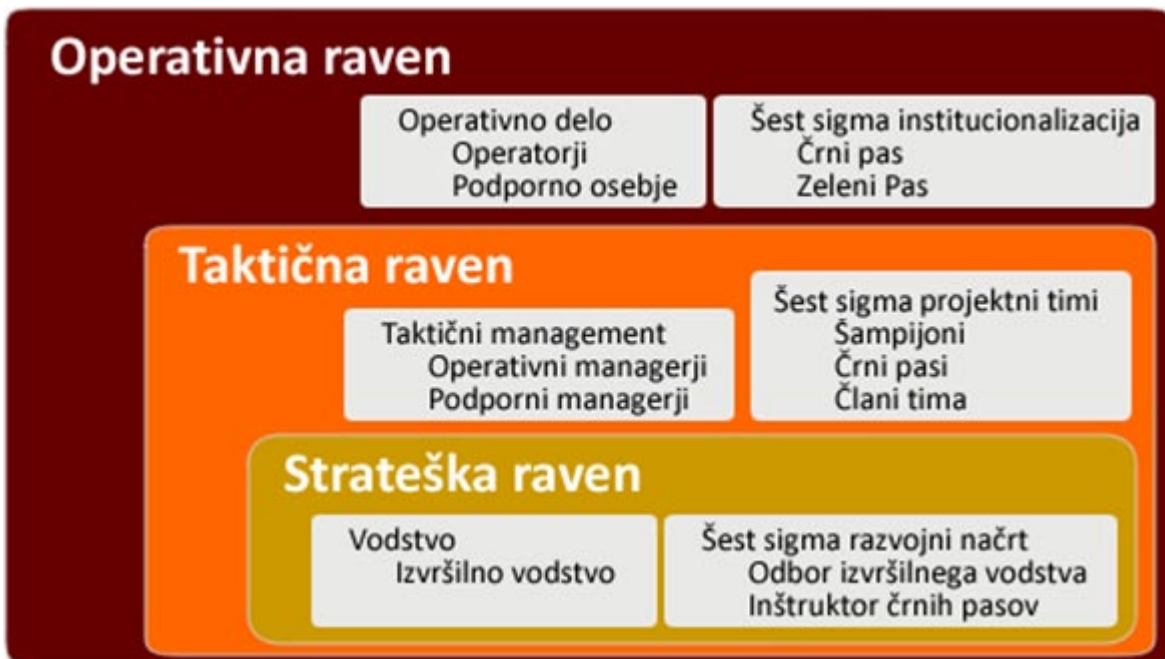 Operativna raven
Operativno delo
Operatorji
Podporno osebje
Šest sigma institucionalizacija
Črni pas
Zeleni Pas
Taktična raven
Taktični management
Operativni managerji
Podporni managerji
Šest sigma projektni timi
Šampijoni
Črni pasi
Člani tima
Strateška raven
Vodstvo
Izvršilno vodstvo
Šest sigma razvojni načrt
Odbor izvršilnega vodstva
Inštruktor črnih pasov